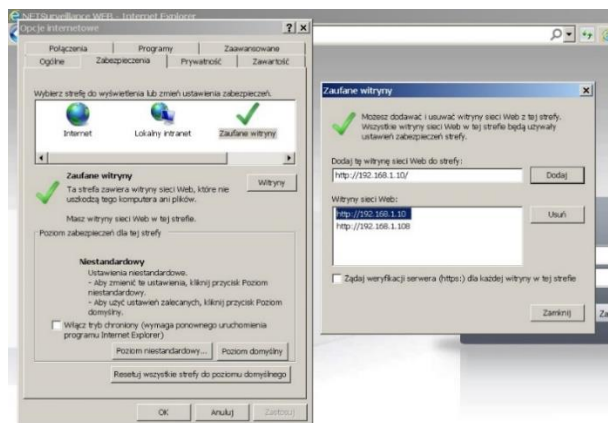 NETSurveillance WEB - Internet Explorer
Opcje internetowe
Połączenia Programy Zaawansowane
Ogólne Zabezpieczenia Prywatność Zawartość
Wybierz strefę do wyświetlenia lub zmień ustawienia zabezpieczeń.
Internet Lokalny intranet Zaufane witryny
Zaufane witryny
Ta strefa zawiera witryny sieci Web, które nie
uszkodzą tego komputera ani plików.
Masz witryny sieci Web w tej strefie.
Witryny
Poziom zabezpieczeń dla tej strefy
Niestandardowy
Ustawienia niestandardowe.
- Aby zmienić te ustawienia, kliknij przycisk Poziom
niestandardowy.
- Aby użyć ustawień zalecanych, kliknij przycisk Poziom
domyślny.
Włącz tryb chroniony (wymaga ponownego uruchomienia
programu Internet Explorer)
Poziom niestandardowy... Poziom domyślny
Resetuj wszystkie strefy do poziomu domyślnego
OK Anuluj Zastosuj
Zaufane witryny
Możesz dodawać i usuwać witryny sieci Web z tej strefy.
Wszystkie witryny sieci Web w tej strefie będą używały
ustawień zabezpieczeń strefy.
Dodaj tę witrynę sieci Web do strefy:
http://192.168.1.10/ Dodaj
Witryny sieci Web:
http://192.168.1.10 Usuń
http://192.168.1.108
Żądaj weryfikacji serwera (https:) dla każdej witryny w tej strefie
Zamknij